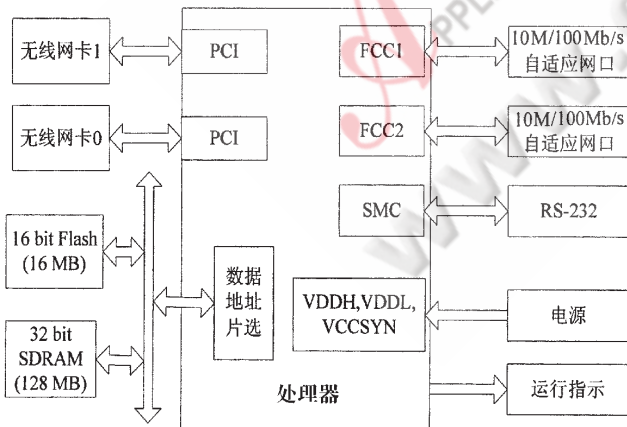 无线网卡1
PCI
FCC1
10M/100Mb/s
自适应网口
无线网卡0
PCI
FCC2
10M/100Mb/s
自适应网口
SMC
RS-232
16 bit Flash
(16 MB)
数据
地址
片选
VDDH,VDDL,
VCCSYN
电源
32 bit
SDRAM
(128 MB)
处理器
运行指示